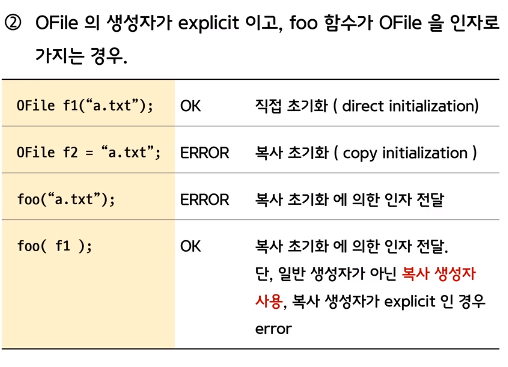 ② OFile 의 생성자가 explicit 이고, foo 함수가 OFile 을 인자로
가지는 경우.
OFile f1(“a.txt”); OK 직접 초기화 ( direct initialization)
OFile f2 = “a.txt”; ERROR 복사 초기화 ( copy initialization )
foo(“a.txt”); ERROR 복사 초기화 에 의한 인자 전달
foo( f1 ); OK 복사 초기화 에 의한 인자 전달.
단, 일반 생성자가 아닌 복사 생성자
사용, 복사 생성자가 explicit 인 경우
error